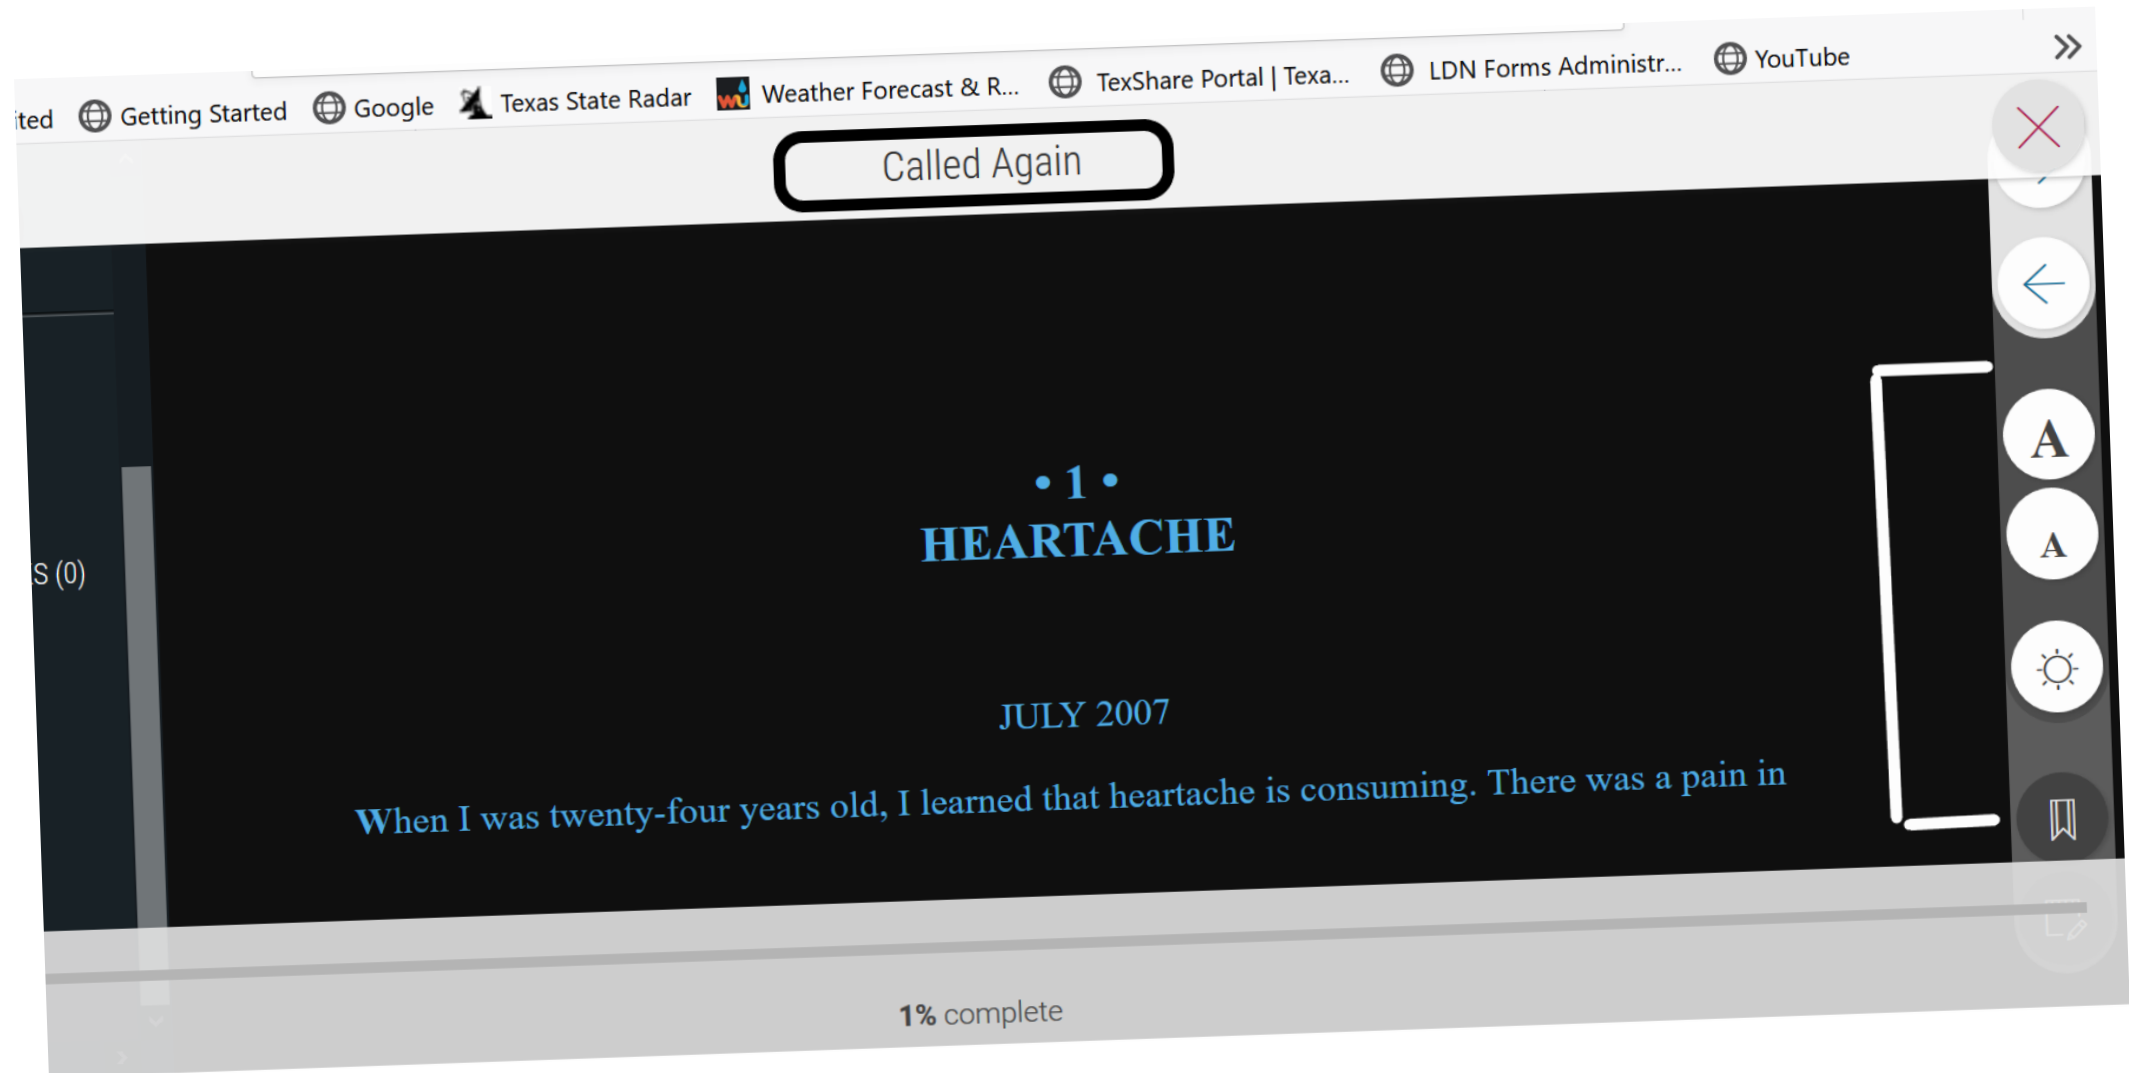 ited Getting Started Google Texas State Radar Weather Forecast & R... TexShare Portal | Texa... LDN Forms Administr... YouTube
Called Again
A
• 1 •
HEARTACHE
A
S (0)
JULY 2007
When I was twenty-four years old, I learned that heartache is consuming. There was a pain in
1% complete